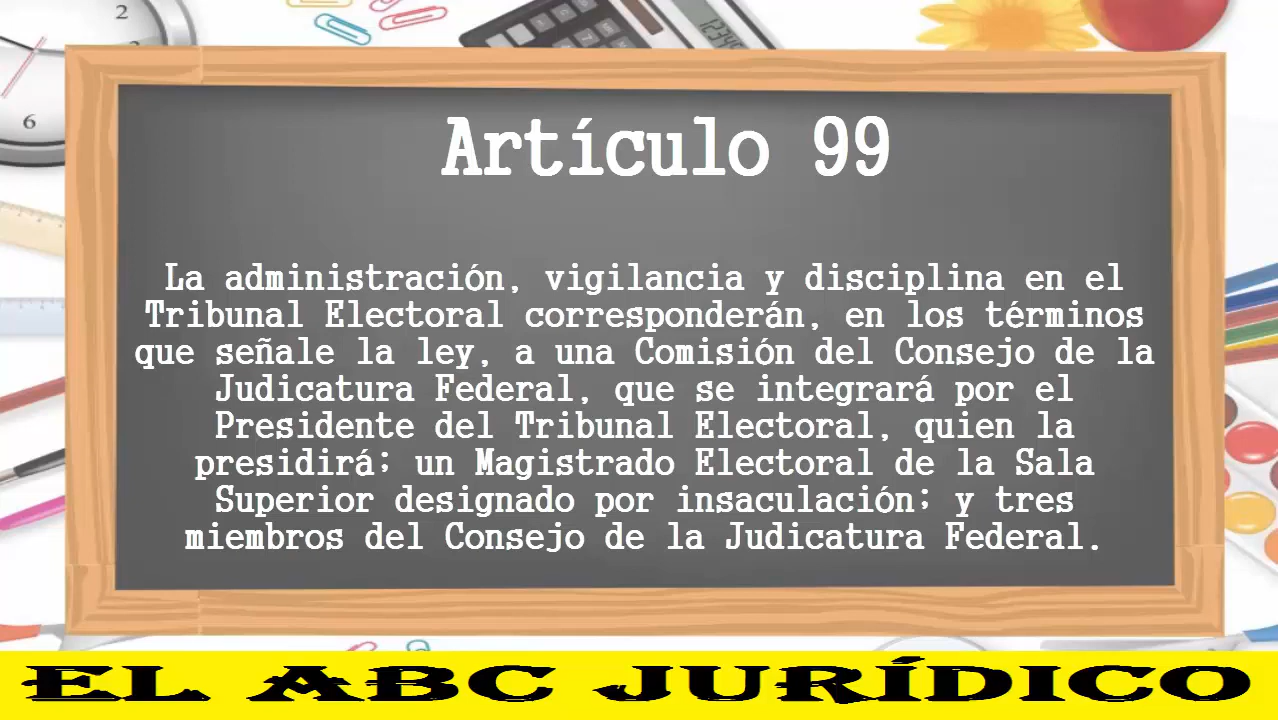 2
6
12345
Artículo 99
La administración, vigilancia y disciplina en el
Tribunal Electoral corresponderán, en los términos
que señale la ley, a una Comisión del Consejo de la
Judicatura Federal, que se integrará por el
Presidente del Tribunal Electoral, quien la
presidirá; un Magistrado Electoral de la Sala
Superior designado por insaculación; y tres
miembros del Consejo de la Judicatura Federal.
EL ABC JURÍDICO